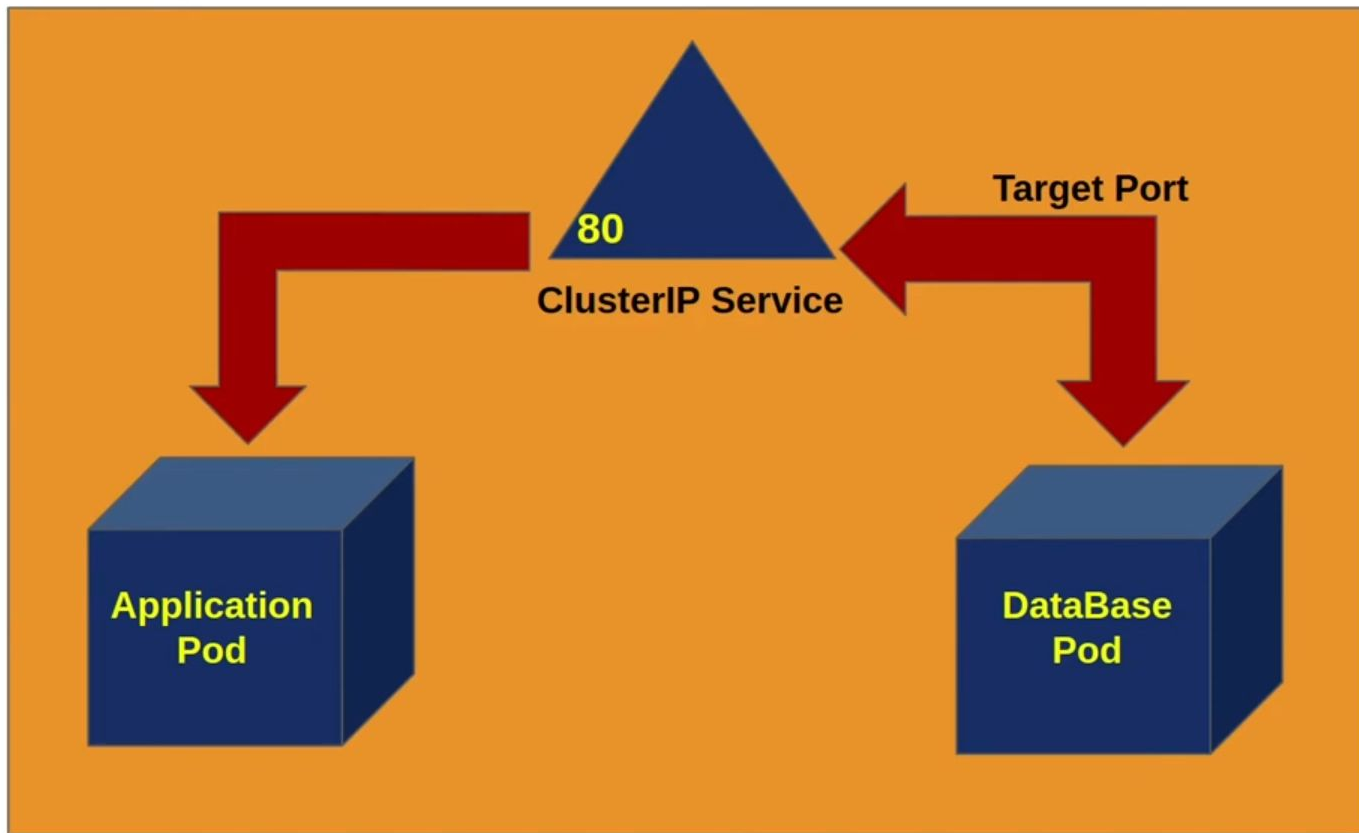 Target Port
80
ClusterIP Service
Application
Pod
DataBase
Pod